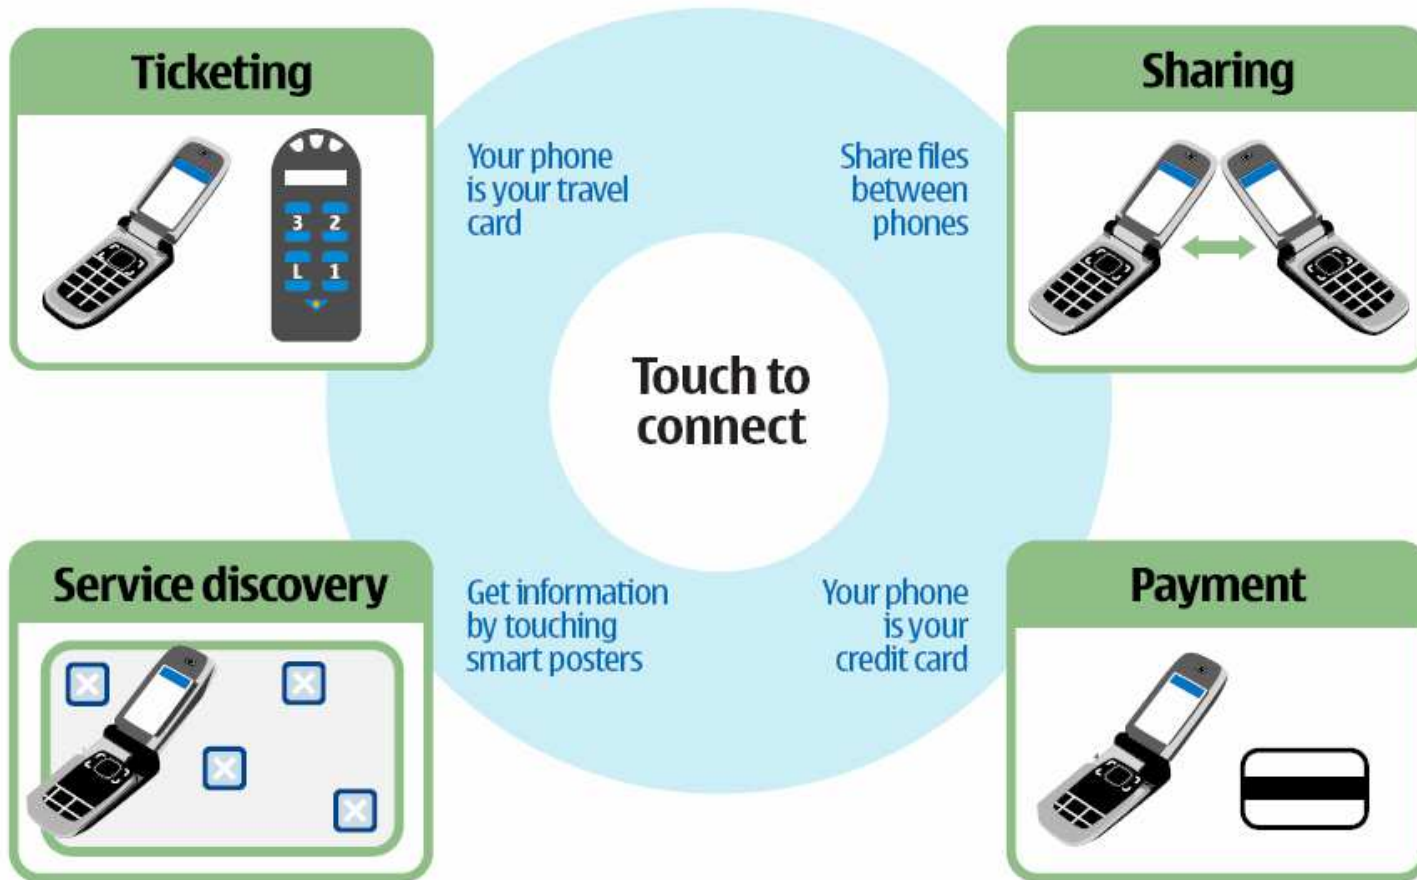 Ticketing
3 2
L 1
Your phone
is your travel
card
Sharing
Share files
between
phones
Touch to
connect
Service discovery
Get information
by touching
smart posters
Payment
Your phone
is your
credit card